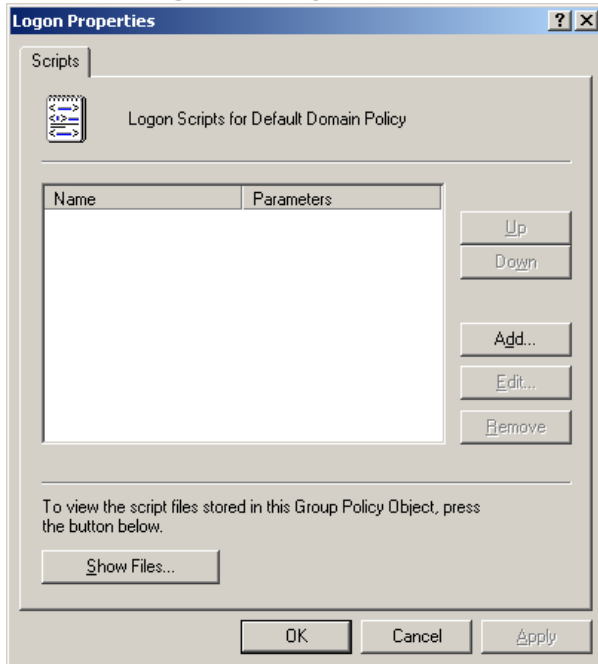 Logon Properties
Scripts
Logon Scripts for Default Domain Policy
Name Parameters
Up
Down
Add...
Edit...
Remove
To view the script files stored in this Group Policy Object, press
the button below.
Show Files...
OK Cancel Apply